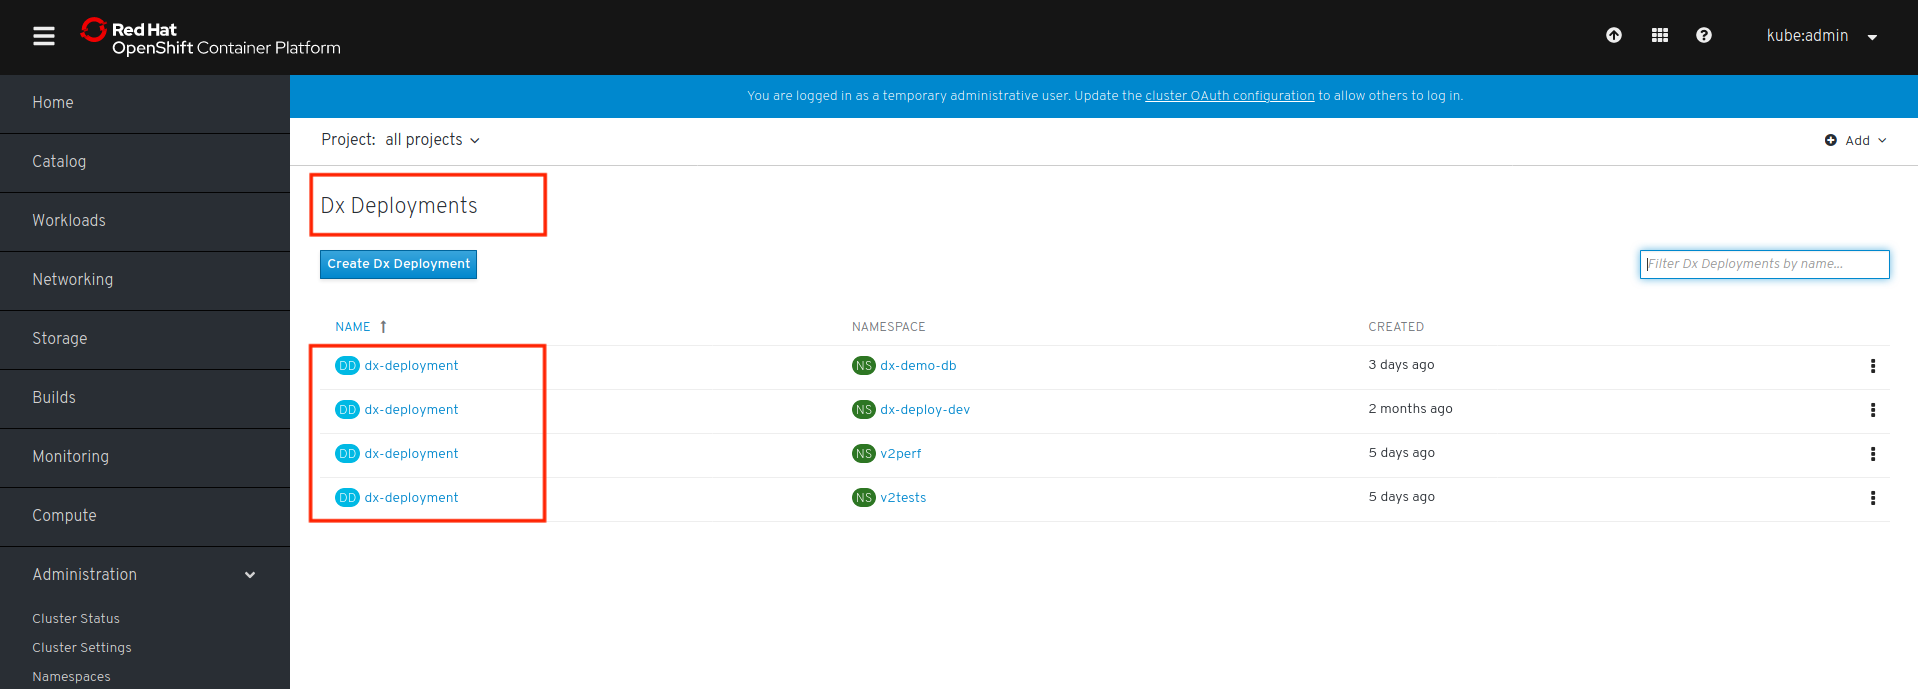 Red Hat
OpenShift Container Platform
kube:admin
Home
Catalog
Workloads
Networking
Storage
Builds
Monitoring
Compute
Administration
Cluster Status
Cluster Settings
Namespaces
You are logged in as a temporary administrative user. Update the cluster OAuth configuration to allow others to log in.
Project: all projects
Add
Dx Deployments
Create Dx Deployment
Filter Dx Deployments by name...
NAME NAMESPACE CREATED
DD dx-deployment NS dx-demo-db 3 days ago
DD dx-deployment NS dx-deploy-dev 2 months ago
DD dx-deployment NS v2perf 5 days ago
DD dx-deployment NS v2tests 5 days ago